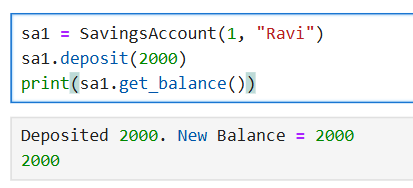 sa1 = SavingsAccount(1, "Ravi")
sa1.deposit(2000)
print(sa1.get_balance())
Deposited 2000. New Balance = 2000
2000